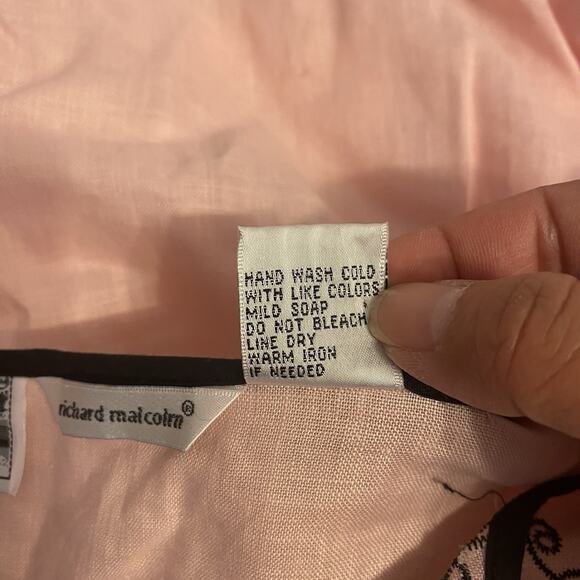 HAND WASH COLD
WITH LIKE COLORS
MILD SOAP
DO NOT BLEACH
LINE DRY
WARM IRON
IF NEEDED
richard malcolm®